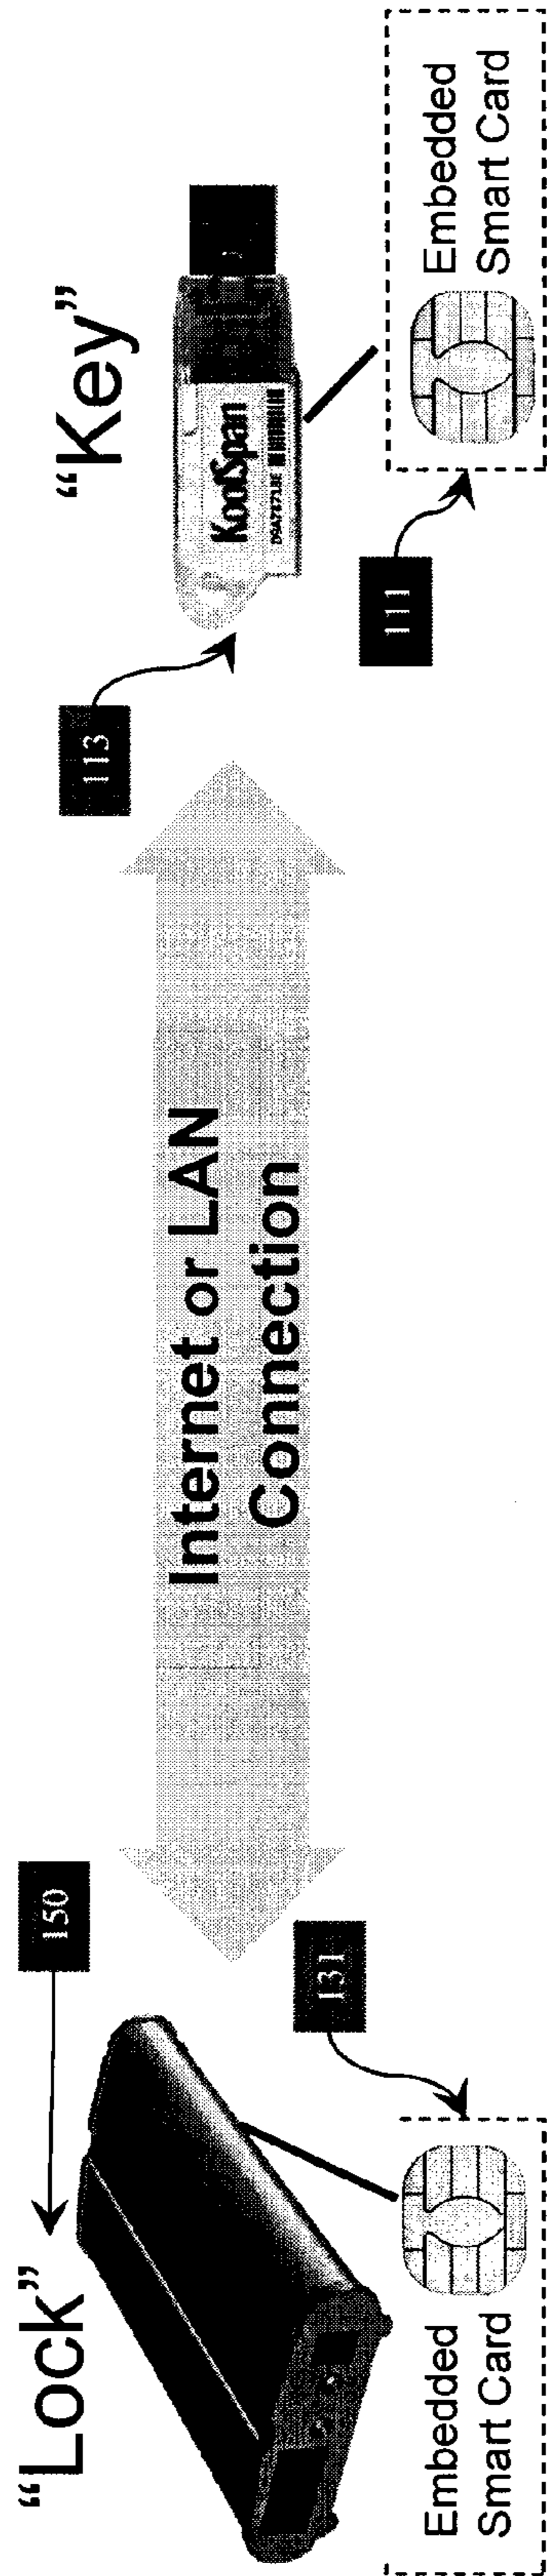 “Lock”
150
Embedded
Smart Card
131
Internet or LAN
Connection
“Key”
113
KoolSpan
111
Embedded
Smart Card